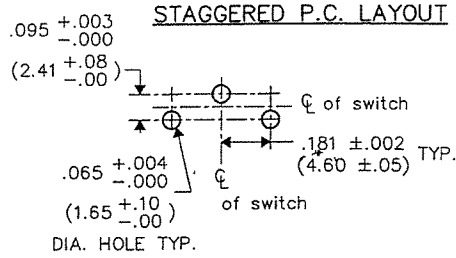 STAGGERED P.C. LAYOUT
.095 +.003
-.000
(2.41 +.08
-.00)
℄ of switch
.181 ±.002 TYP.
(4.60 ±.05)
.065 +.004
-.000
(1.65 +.10
-.00)
℄
of switch
DIA. HOLE TYP.